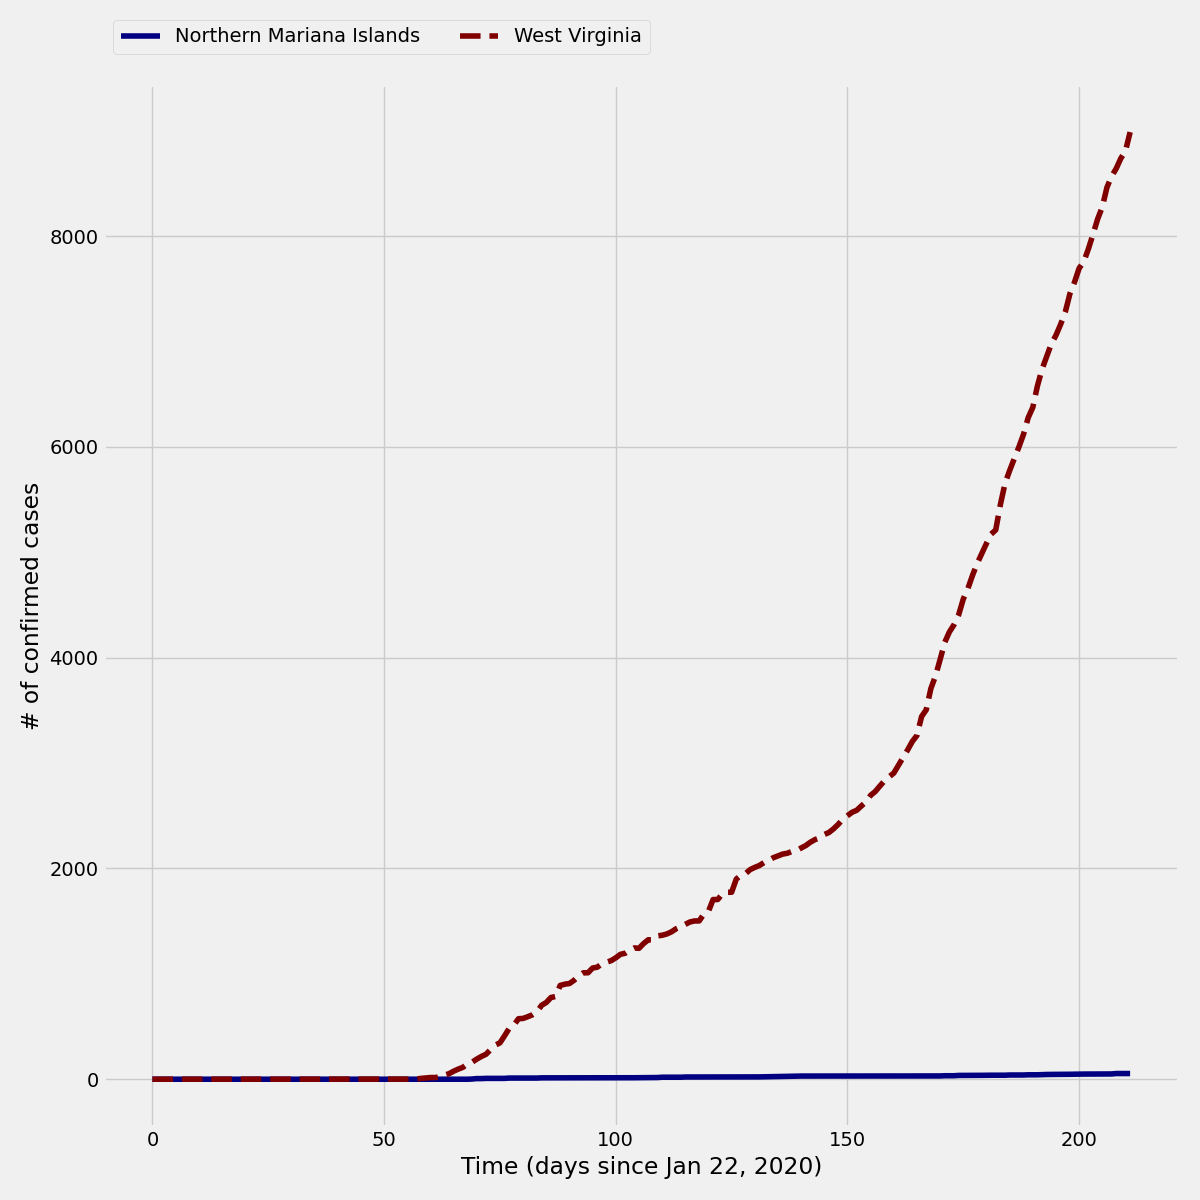 Northern Mariana Islands West Virginia
8000
6000
4000
2000
0
# of confirmed cases
0 50 100 150 200
Time (days since Jan 22, 2020)